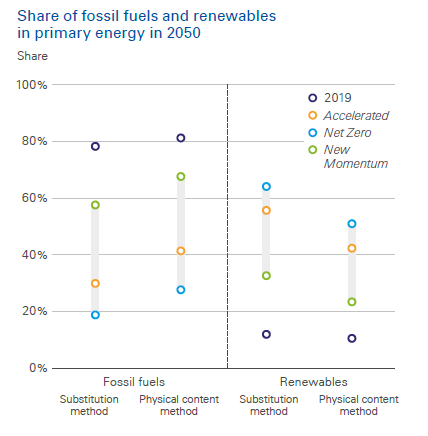 Share of fossil fuels and renewables
in primary energy in 2050
Share
100%
2019
Accelerated
Net Zero
New
Momentum
80%
60%
40%
20%
0%
Fossil fuels Renewables
Substitution Physical content Substitution Physical content
method method method method